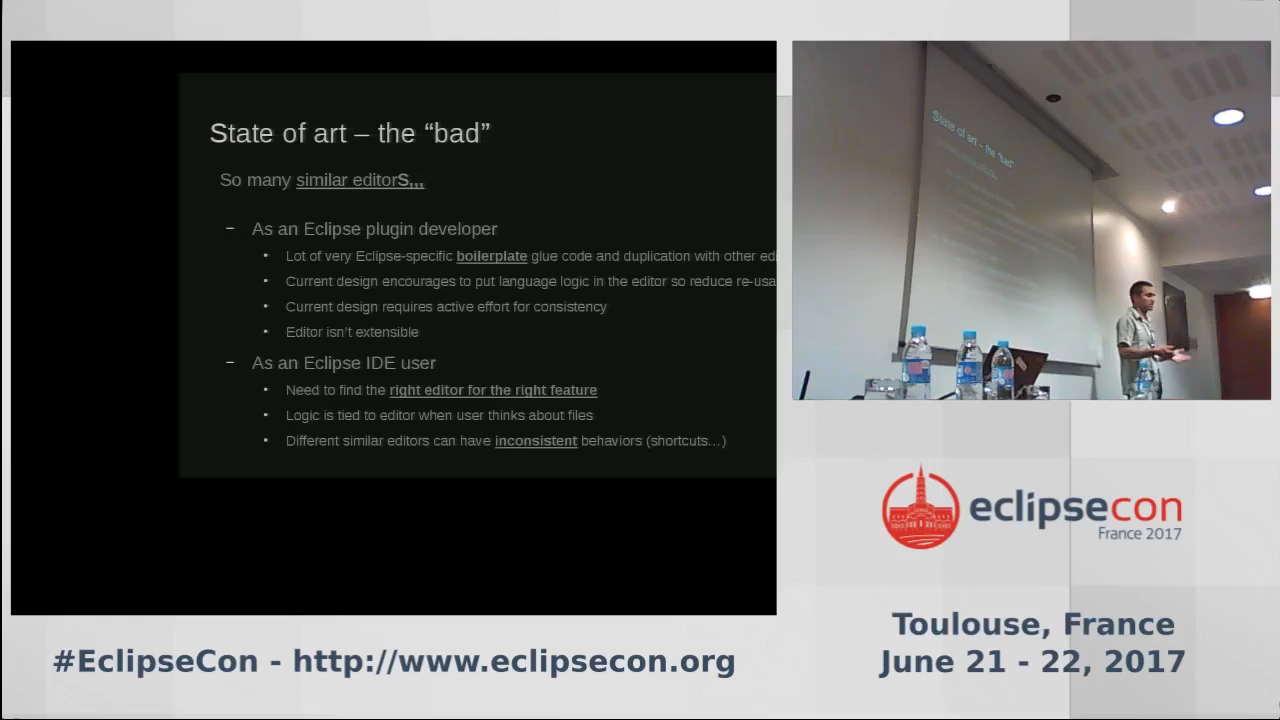 State of art – the “bad”
So many similar editorS,,,
– As an Eclipse plugin developer
• Lot of very Eclipse-specific boilerplate glue code and duplication with other ed
• Current design encourages to put language logic in the editor so reduce re-usa
• Current design requires active effort for consistency
• Editor isn’t extensible
– As an Eclipse IDE user
• Need to find the right editor for the right feature
• Logic is tied to editor when user thinks about files
• Different similar editors can have inconsistent behaviors (shortcuts…)
State of art – the “bad”
eclipsecon
France 2017
Toulouse, France
June 21 - 22, 2017
#EclipseCon - http://www.eclipsecon.org